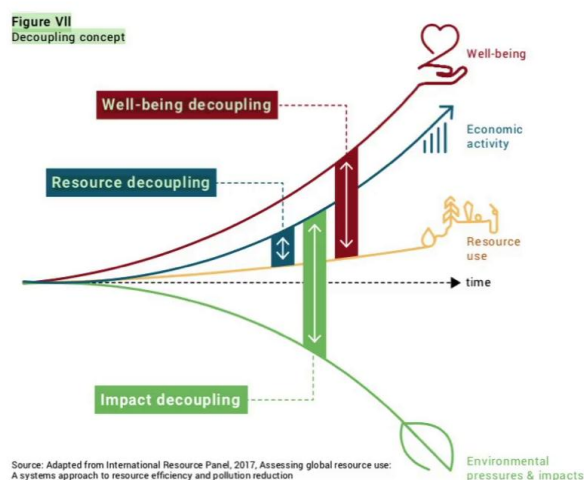 Figure VII
Decoupling concept
Well-being
Well-being decoupling
Economic
activity
Resource decoupling
Resource
use
time
Impact decoupling
Environmental
pressures & impacts
Source: Adapted from International Resource Panel, 2017, Assessing global resource use:
A systems approach to resource efficiency and pollution reduction